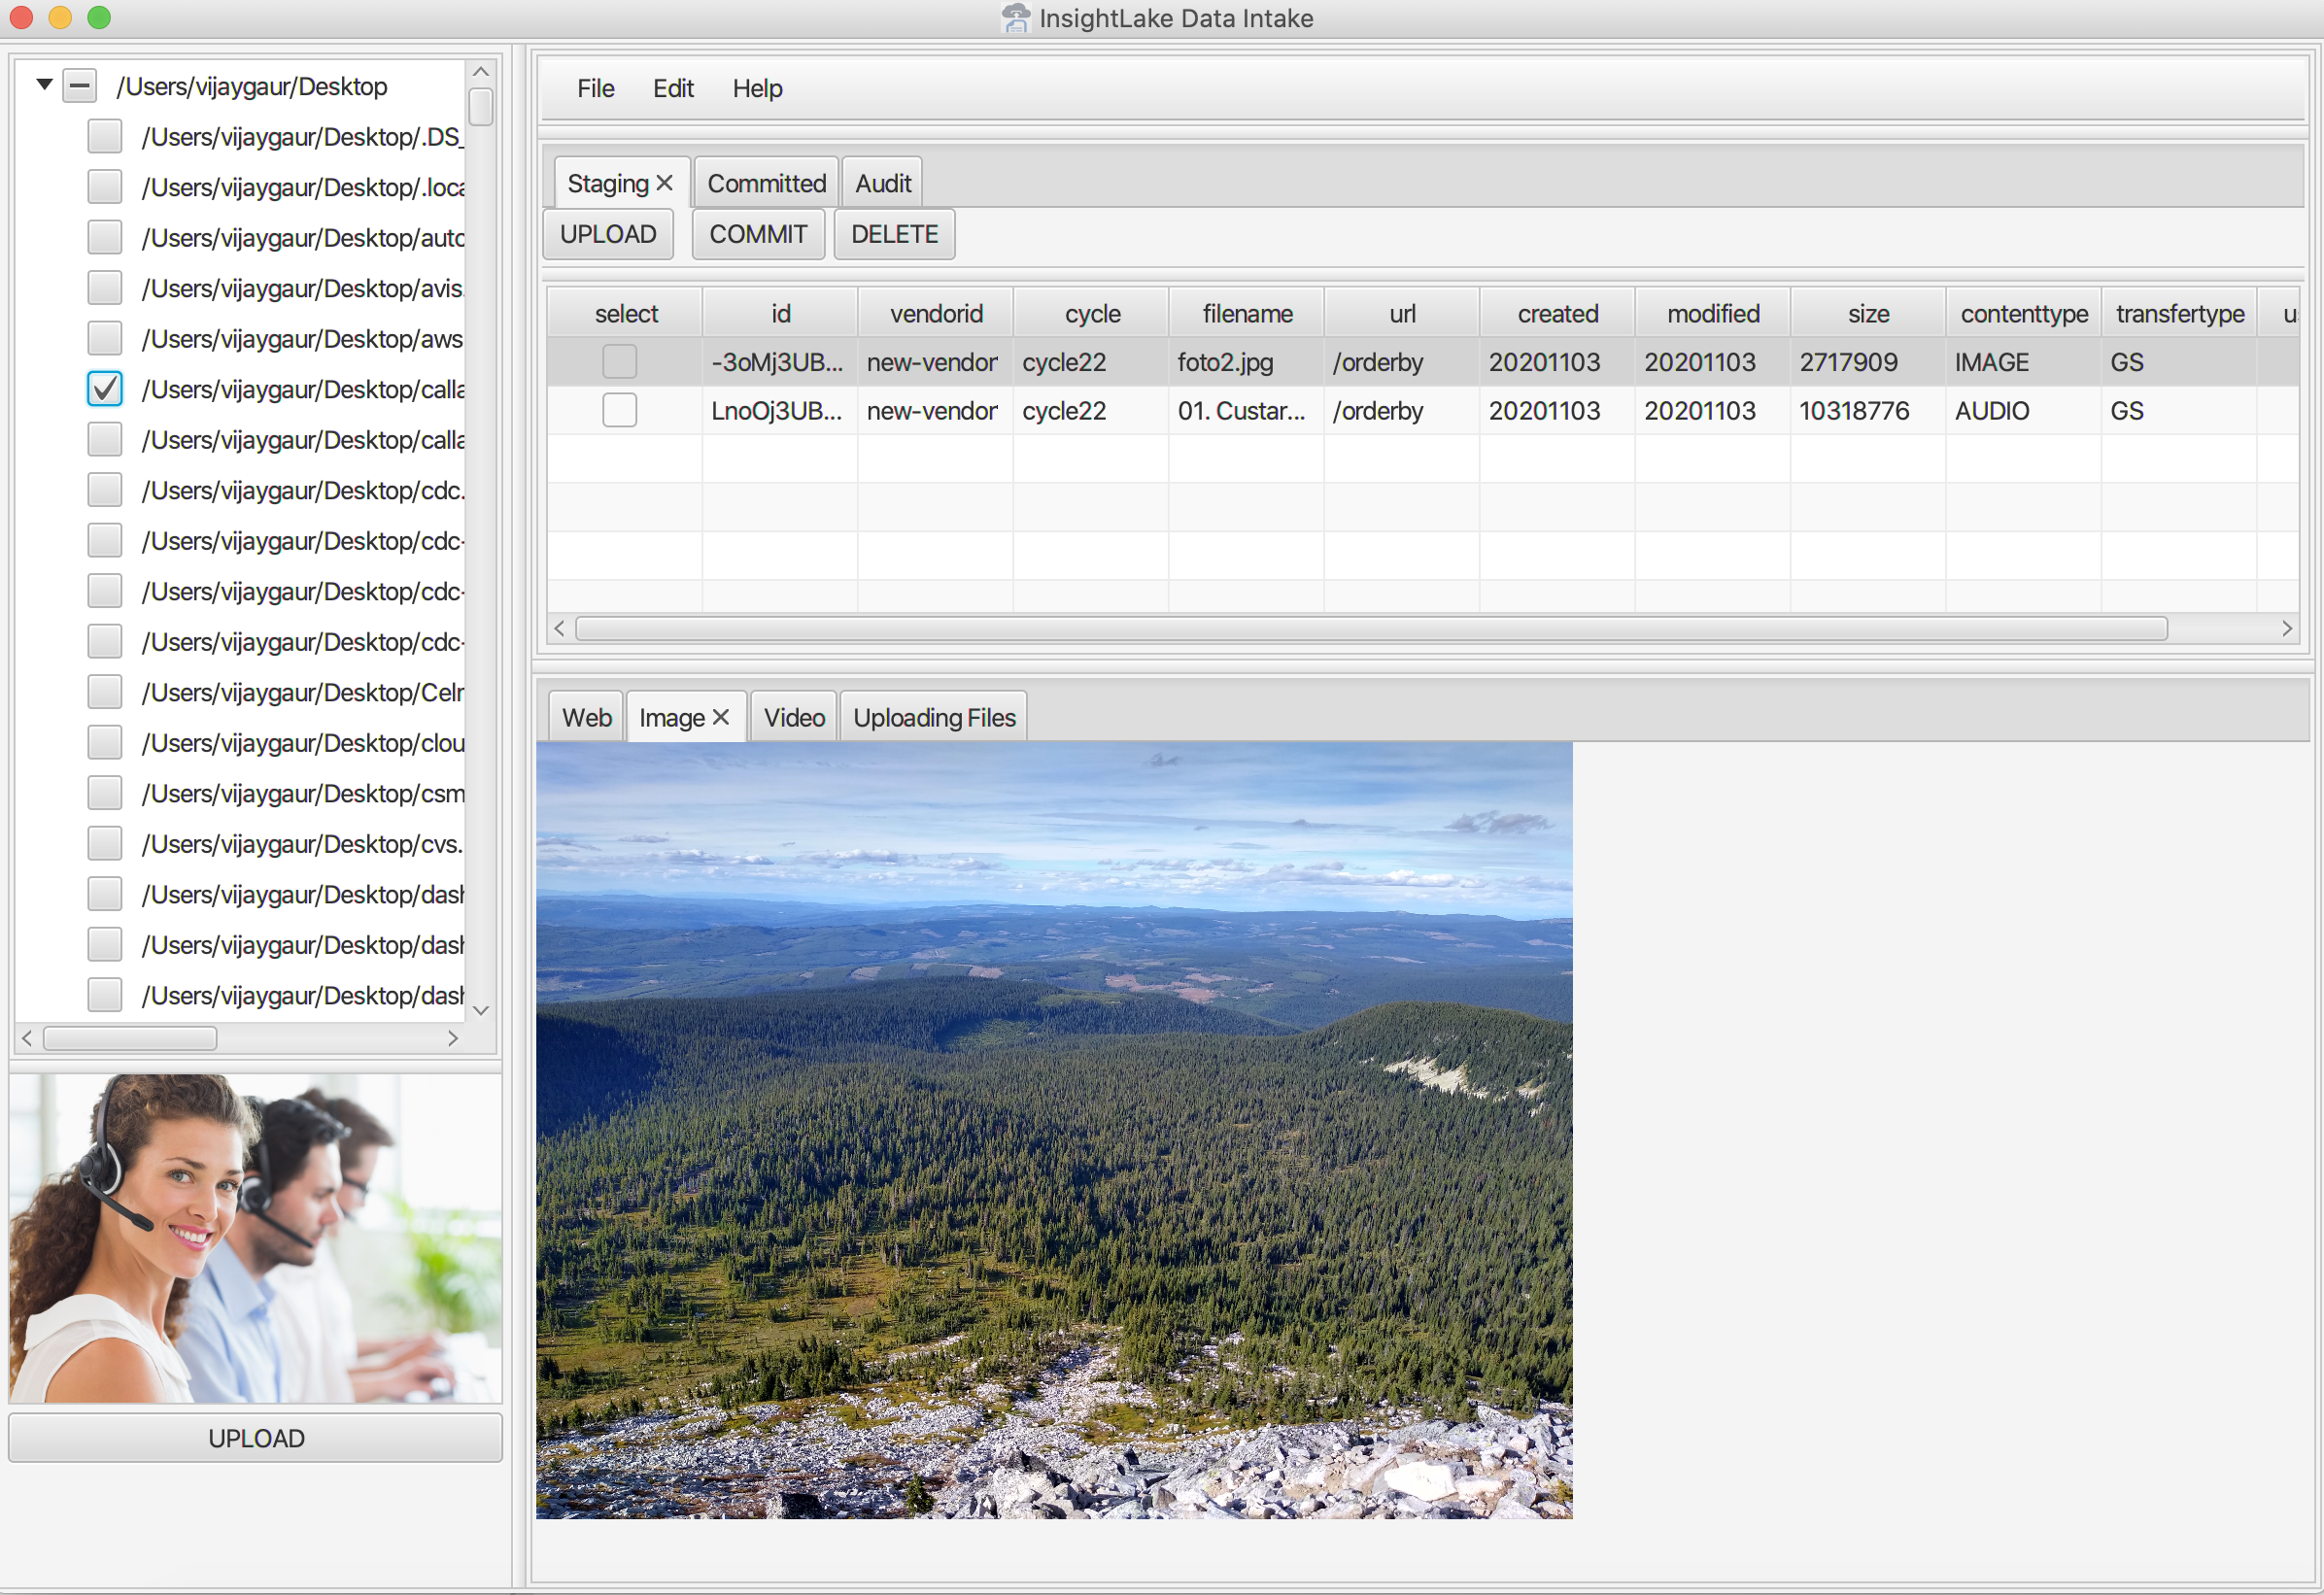 InsightLake Data Intake
/Users/vijaygaur/Desktop
/Users/vijaygaur/Desktop/.DS_
/Users/vijaygaur/Desktop/.loca
/Users/vijaygaur/Desktop/auto
/Users/vijaygaur/Desktop/avis.
/Users/vijaygaur/Desktop/aws
/Users/vijaygaur/Desktop/calla
/Users/vijaygaur/Desktop/calla
/Users/vijaygaur/Desktop/cdc.
/Users/vijaygaur/Desktop/cdc-
/Users/vijaygaur/Desktop/cdc-
/Users/vijaygaur/Desktop/cdc-
/Users/vijaygaur/Desktop/Celr
/Users/vijaygaur/Desktop/clou
/Users/vijaygaur/Desktop/csm
/Users/vijaygaur/Desktop/cvs.
/Users/vijaygaur/Desktop/dash
/Users/vijaygaur/Desktop/dash
/Users/vijaygaur/Desktop/dash
UPLOAD
File Edit Help
Staging Committed Audit
UPLOAD COMMIT DELETE
select id vendorid cycle filename url created modified size contenttype transfertype
-3oMj3UB... new-vendor cycle22 foto2.jpg /orderby 20201103 20201103 2717909 IMAGE GS
LnoOj3UB... new-vendor cycle22 01. Custar... /orderby 20201103 20201103 10318776 AUDIO GS
Web Image Video Uploading Files